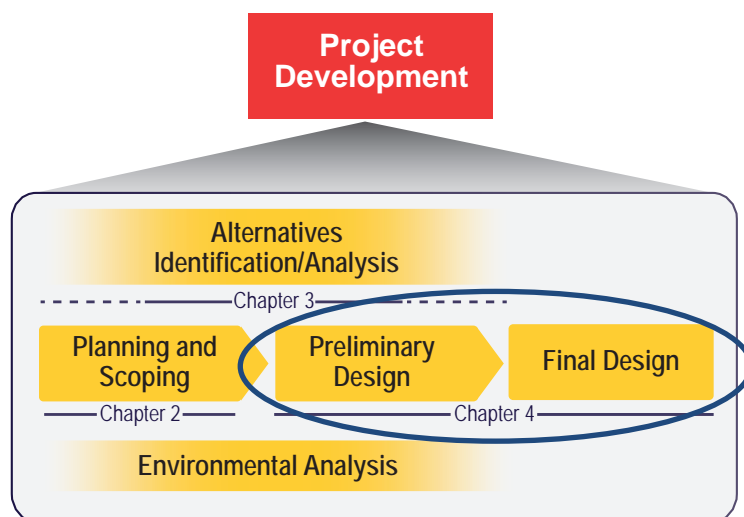 Project
Development
Alternatives
Identification/Analysis
Chapter 3
Planning and
Scoping
Preliminary
Design
Final Design
Chapter 2
Chapter 4
Environmental Analysis